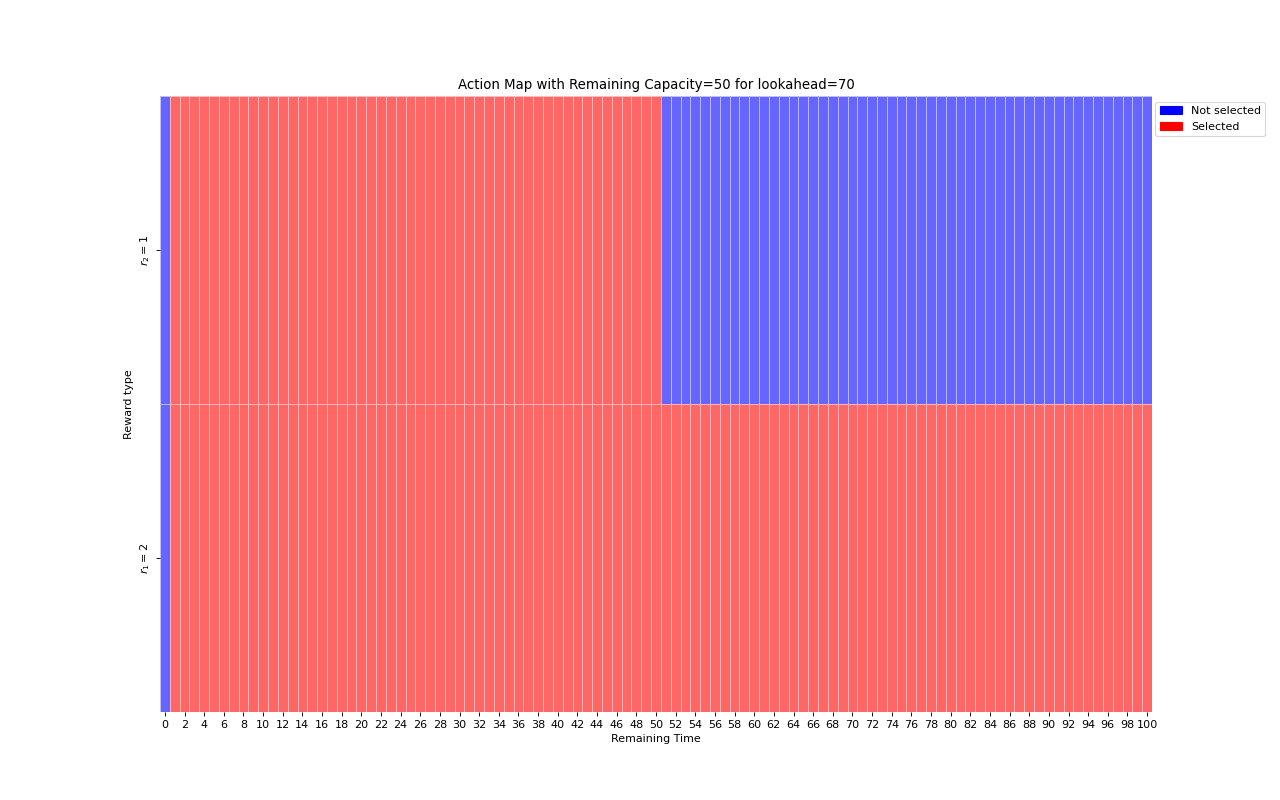 Action Map with Remaining Capacity=50 for lookahead=70
Not selected
Selected
r₂ = 1
Reward type
r₁ = 2
0 2 4 6 8 10 12 14 16 18 20 22 24 26 28 30 32 34 36 38 40 42 44 46 48 50 52 54 56 58 60 62 64 66 68 70 72 74 76 78 80 82 84 86 88 90 92 94 96 98 100
Remaining Time